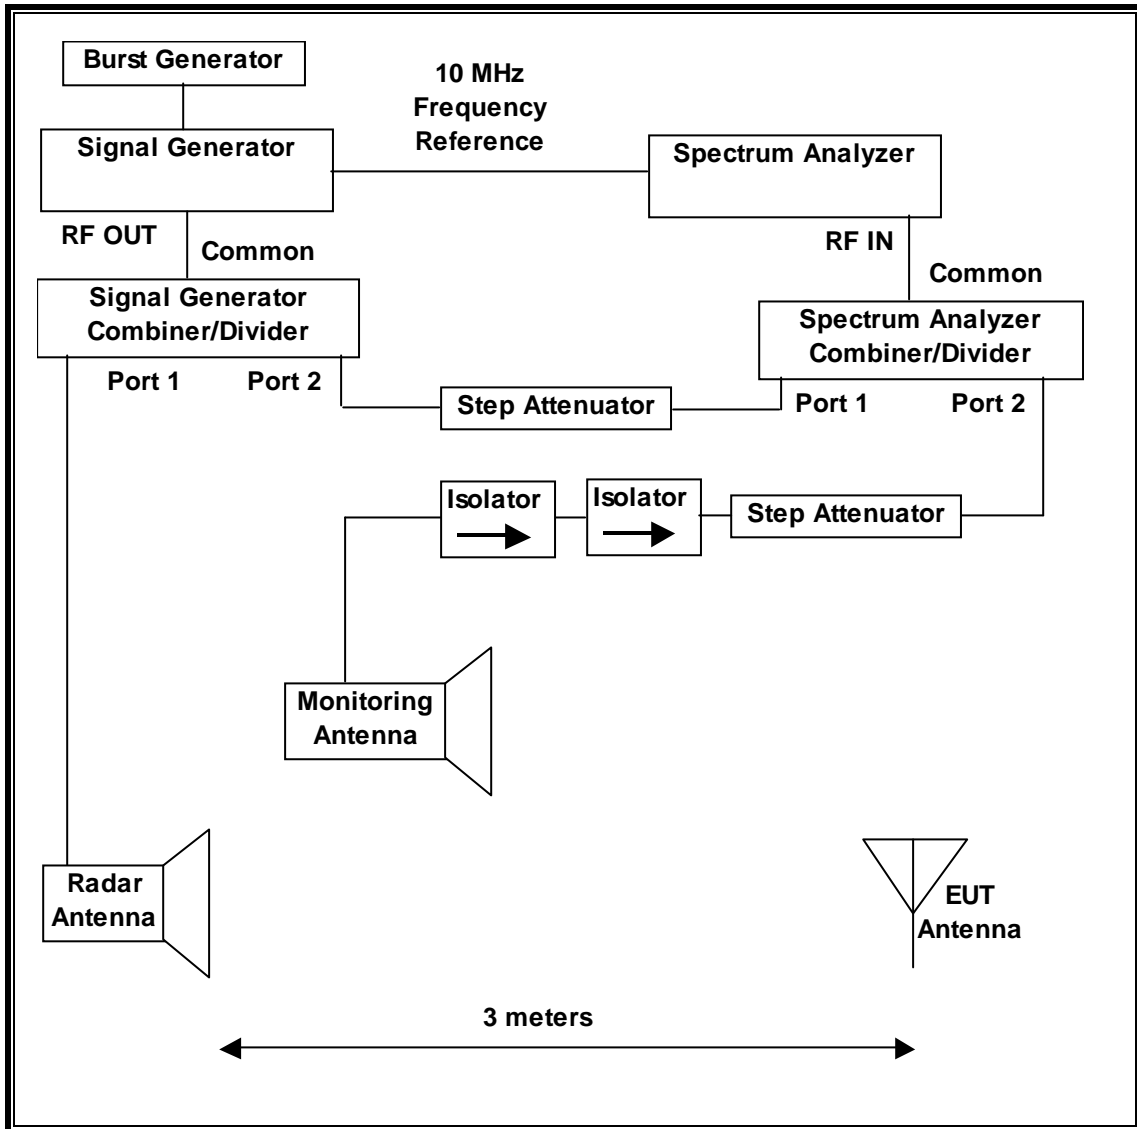 Burst Generator
10 MHz
Frequency
Reference
Signal Generator
Spectrum Analyzer
RF OUT
Common
RF IN
Common
Signal Generator
Combiner/Divider
Spectrum Analyzer
Combiner/Divider
Port 1
Port 2
Step Attenuator
Port 1
Port 2
Isolator
Isolator
Step Attenuator
Monitoring
Antenna
Radar
Antenna
EUT
Antenna
3 meters